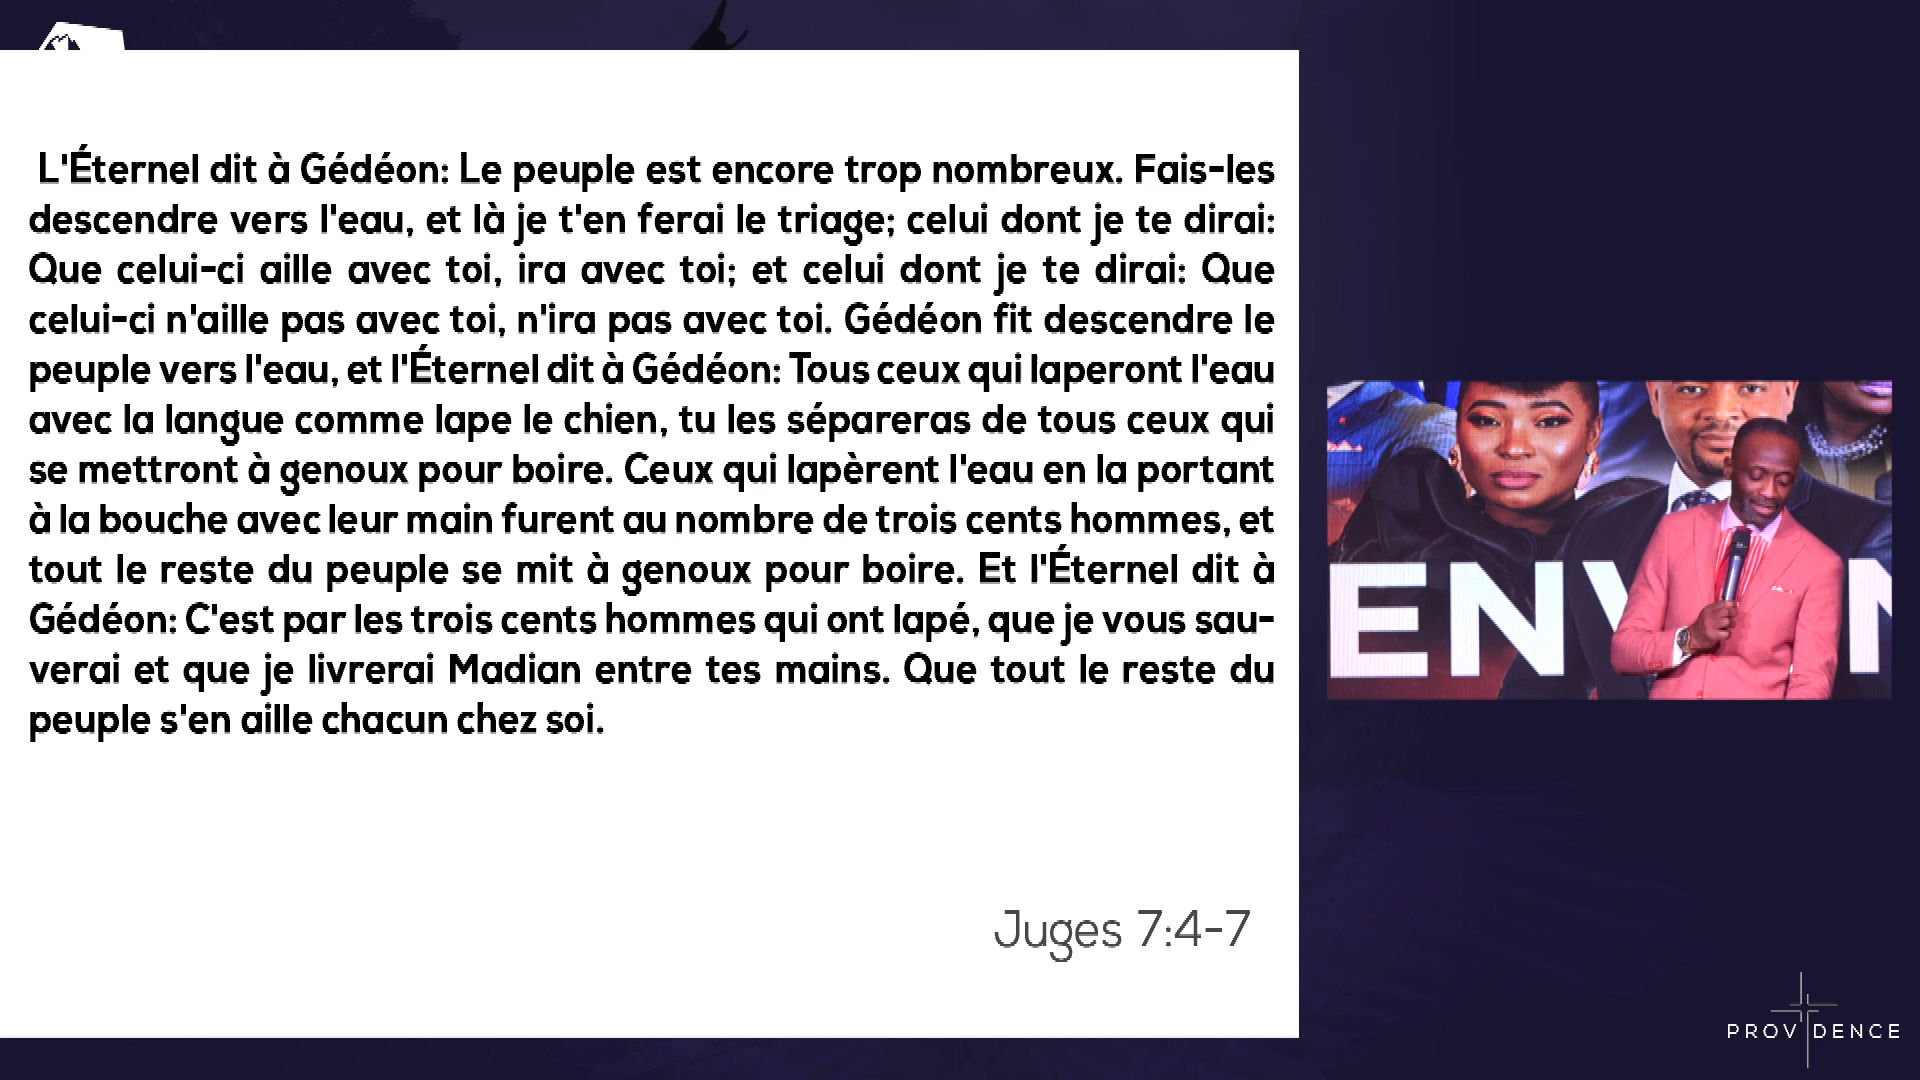 L'Éternel dit à Gédéon: Le peuple est encore trop nombreux. Fais-les
descendre vers l'eau, et là je t'en ferai le triage; celui dont je te dirai:
Que celui-ci aille avec toi, ira avec toi; et celui dont je te dirai: Que
celui-ci n'aille pas avec toi, n'ira pas avec toi. Gédéon fit descendre le
peuple vers l'eau, et l'Éternel dit à Gédéon: Tous ceux qui laperont l'eau
avec la langue comme lape le chien, tu les sépareras de tous ceux qui
se mettront à genoux pour boire. Ceux qui lapèrent l'eau en la portant
à la bouche avec leur main furent au nombre de trois cents hommes, et
tout le reste du peuple se mit à genoux pour boire. Et l'Éternel dit à
Gédéon: C'est par les trois cents hommes qui ont lapé, que je vous sau-
verai et que je livrerai Madian entre tes mains. Que tout le reste du
peuple s'en aille chacun chez soi.
Juges 7:4-7
PROVIDENCE